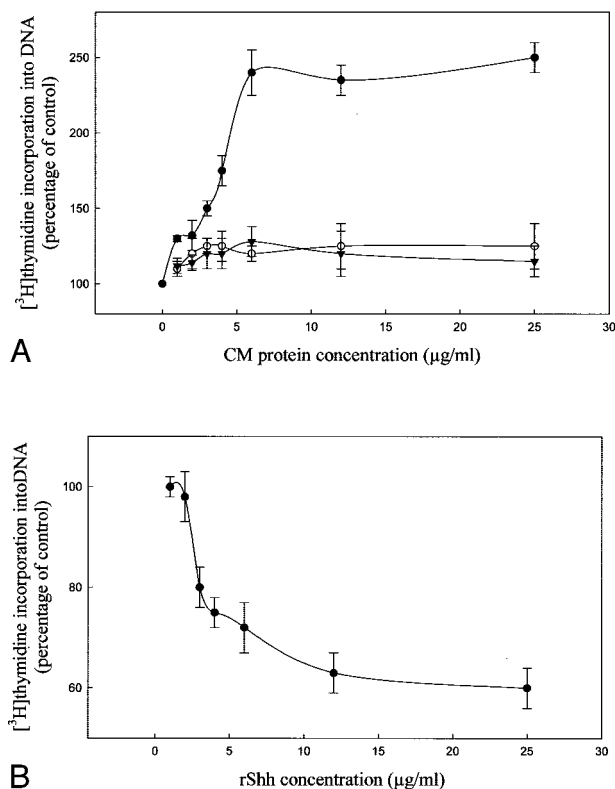 [³H]thymidine incorporation into DNA
(percentage of control)
250
200
150
100
0
5
10
15
20
25
30
A
CM protein concentration (µg/ml)
[³H]thymidine incorporation intoDNA
(percentage of control)
100
80
60
0
5
10
15
20
25
30
B
rShh concentration (µg/ml)